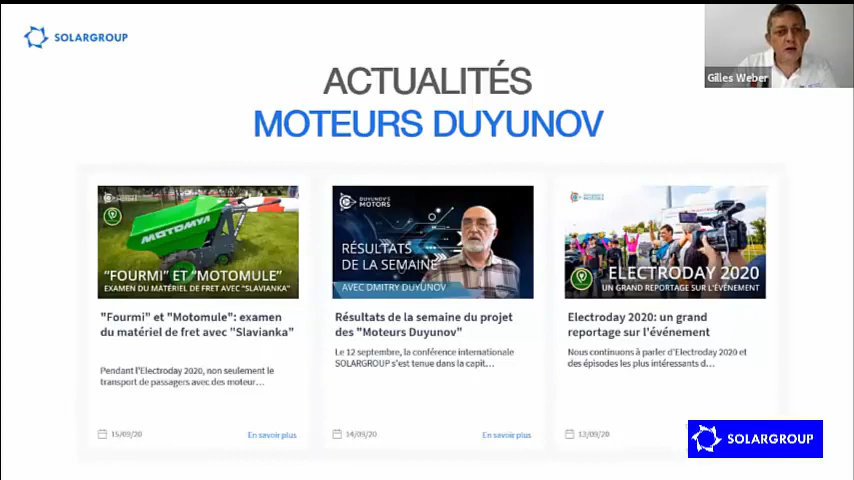 SOLARGROUP
Gilles Weber
ACTUALITÉS
MOTEURS DUYUNOV
MOTOMYA
"FOURMI" ET "MOTOMULE"
EXAMEN DU MATÉRIEL DE FRET AVEC "SLAVIANKA"
"Fourmi" et "Motomule": examen
du matériel de fret avec "Slavianka"
Pendant l'Electroday 2020, non seulement le
transport de passagers avec des moteur...
15/09/20
En savoir plus
DUYUNOV'S
MOTORS
RÉSULTATS
DE LA SEMAINE
AVEC DMITRY DUYUNOV
Résultats de la semaine du projet
des "Moteurs Duyunov"
Le 12 septembre, la conférence internationale
SOLARGROUP s'est tenue dans la capit...
14/09/20
En savoir plus
DUYUNOV'S
MOTORS
ELECTRODAY 2020
UN GRAND REPORTAGE SUR L'ÉVÉNEMENT
Electroday 2020: un grand
reportage sur l'événement
Nous continuons à parler d'Electroday 2020 et
des épisodes les plus intéressants d...
13/09/20
SOLARGROUP